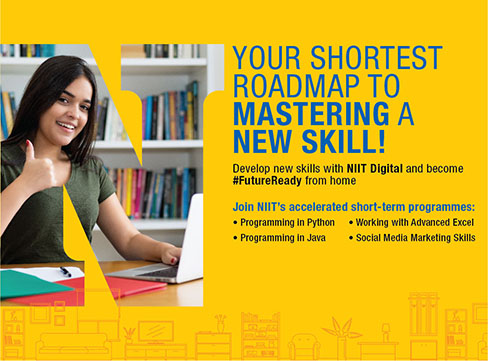 YOUR SHORTEST
ROADMAP TO
MASTERING A
NEW SKILL!
Develop new skills with NIIT Digital and become
#FutureReady from home
Join NIIT's accelerated short-term programmes:
• Programming in Python • Working with Advanced Excel
• Programming in Java • Social Media Marketing Skills